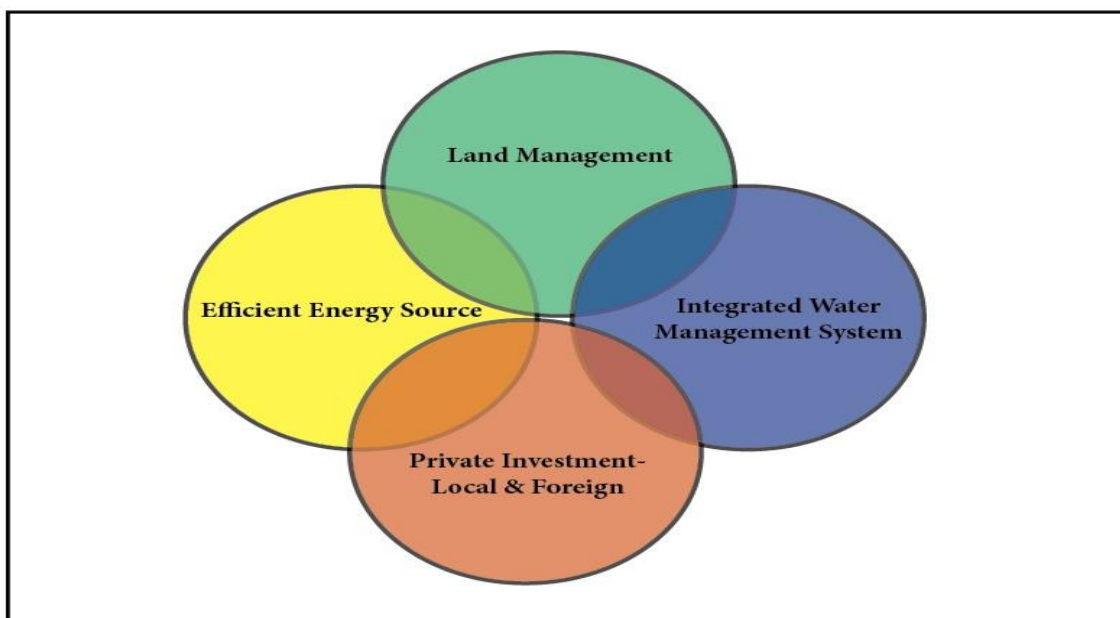 Land Management
Efficient Energy Source
Integrated Water
Management System
Private Investment-
Local & Foreign